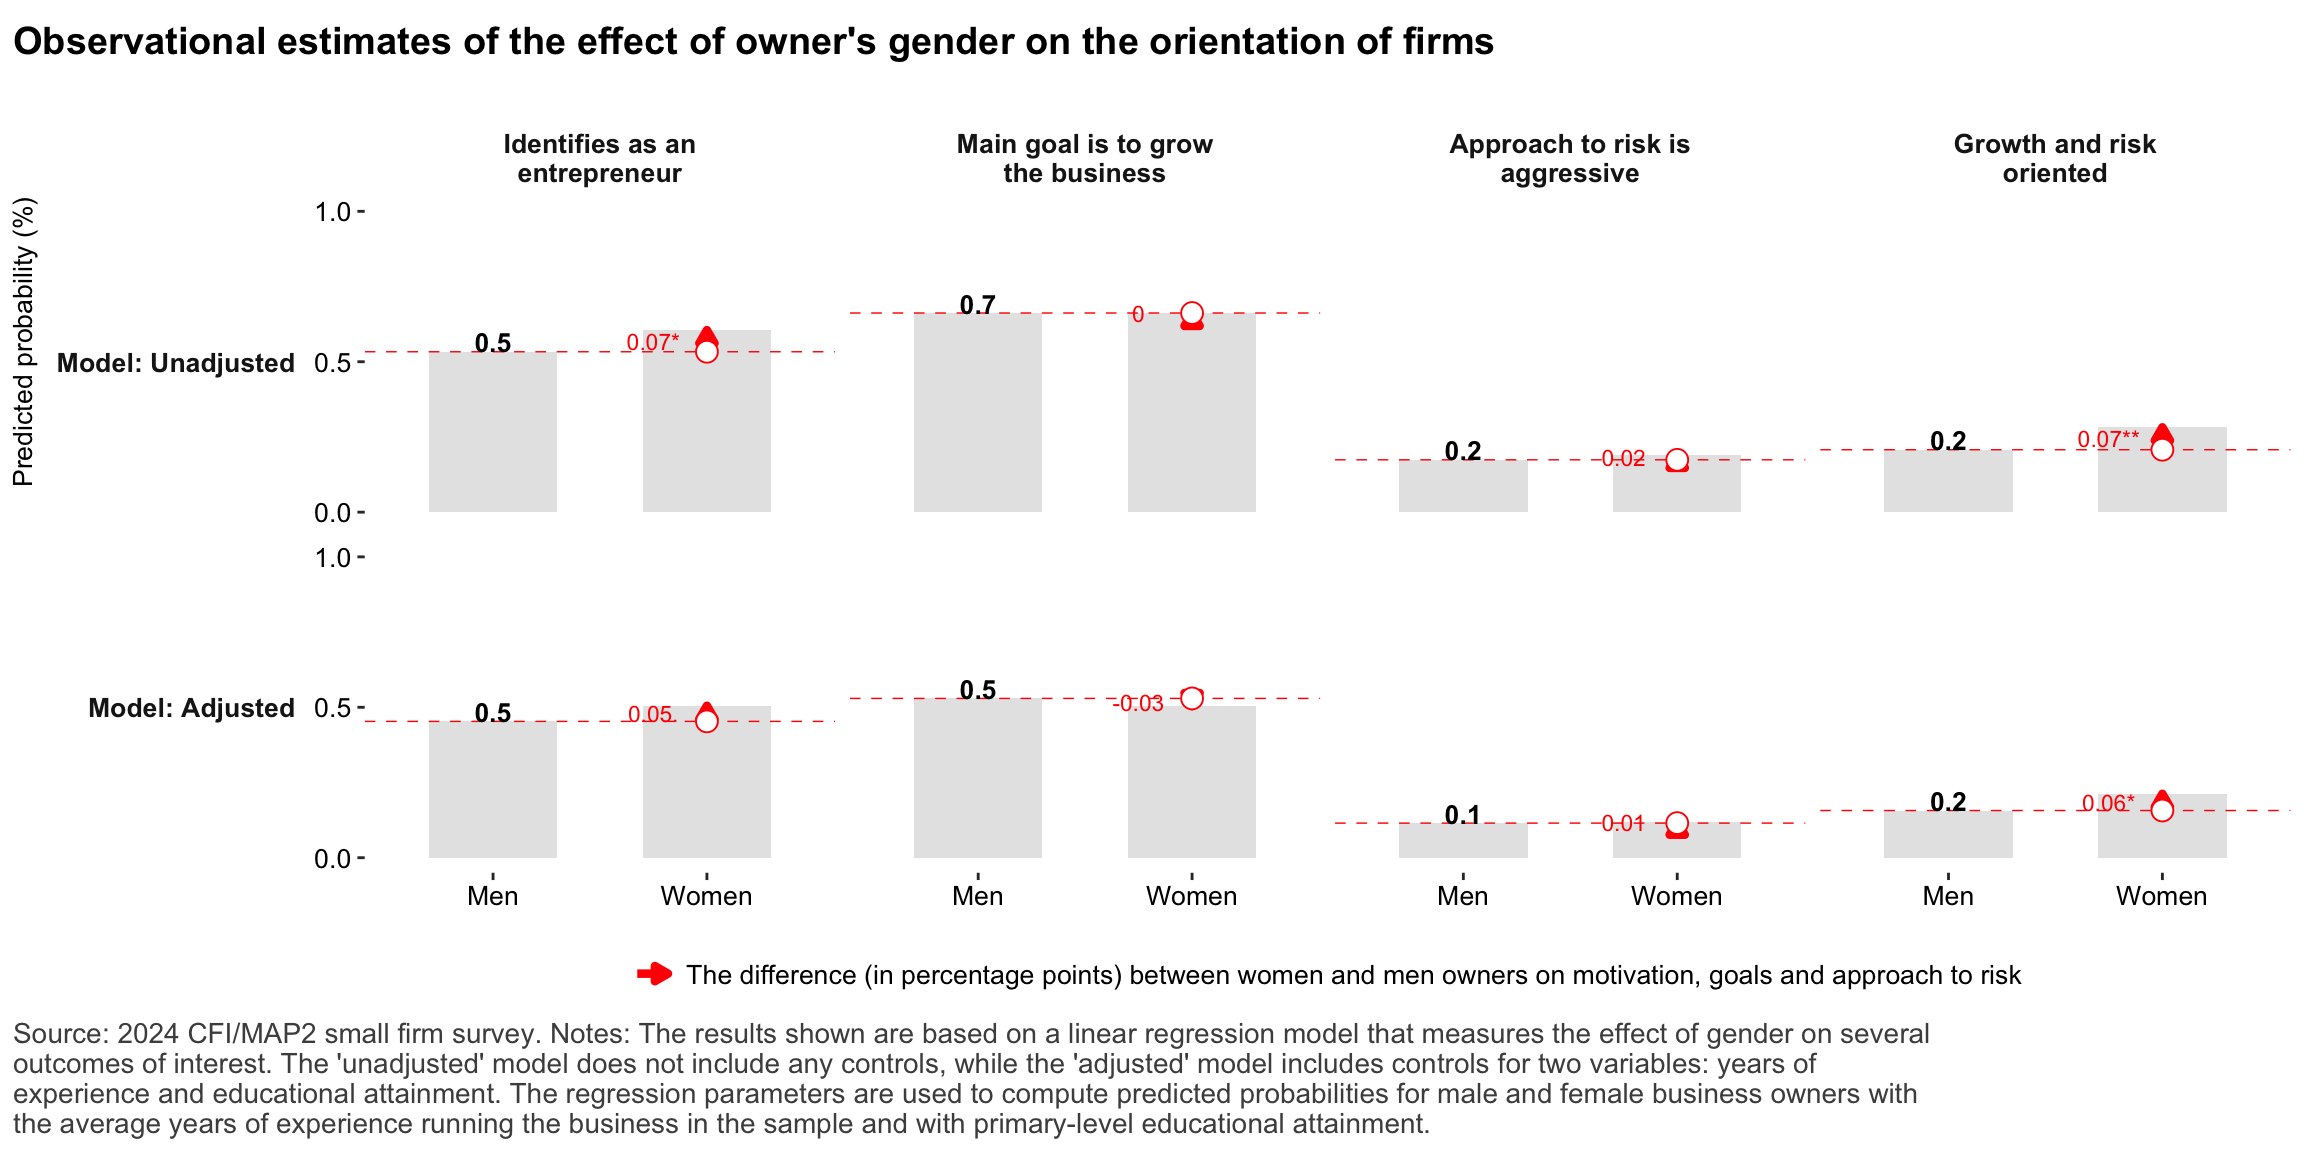 Observational estimates of the effect of owner's gender on the orientation of firms
Identifies as an
entrepreneur
Main goal is to grow
the business
Approach to risk is
aggressive
Growth and risk
oriented
Predicted probability (%)
Model: Unadjusted
1.0
0.5
0.0
0.5
0.07*
0.7
0
0.2
0.02
0.2
0.07**
Model: Adjusted
1.0
0.5
0.0
0.5
0.05
0.5
-0.03
0.1
0.01
0.2
0.06*
Men
Women
Men
Women
Men
Women
Men
Women
The difference (in percentage points) between women and men owners on motivation, goals and approach to risk
Source: 2024 CFI/MAP2 small firm survey. Notes: The results shown are based on a linear regression model that measures the effect of gender on several
outcomes of interest. The 'unadjusted' model does not include any controls, while the 'adjusted' model includes controls for two variables: years of
experience and educational attainment. The regression parameters are used to compute predicted probabilities for male and female business owners with
the average years of experience running the business in the sample and with primary-level educational attainment.